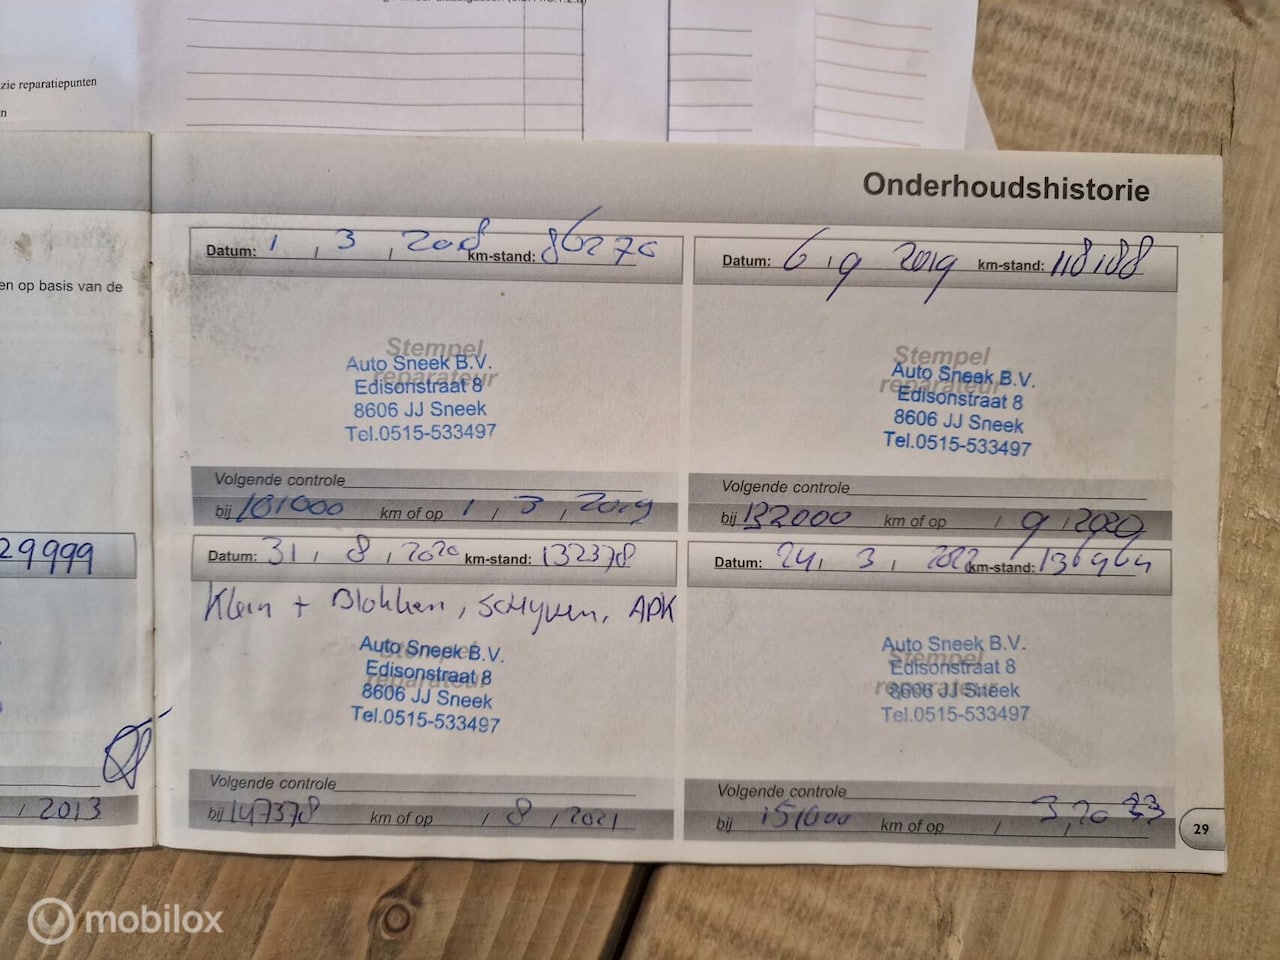 zie reparatiepunten
en op basis van de
29999
2013
Onderhoudshistorie
Datum: 1, 3, 2018 km-stand: 86270
Stempel
reparateur
Auto Sneek B.V.
Edisonstraat 8
8606 JJ Sneek
Tel.0515-533497
Volgende controle
bij 101000 km of op 1, 3, 2019
Datum: 6, 9 2019 km-stand: 118188
Stempel
reparateur
Auto Sneek B.V.
Edisonstraat 8
8606 JJ Sneek
Tel.0515-533497
Volgende controle
bij 132000 km of op / 9, 2020
Datum: 31, 8, 2020 km-stand: 132378
Klein + Blokken, schijven, APK
Stempel
reparateur
Auto Sneek B.V.
Edisonstraat 8
8606 JJ Sneek
Tel.0515-533497
Volgende controle
bij 147378 km of op / 8, 2021
Datum: 24, 3, 2022 km-stand: 136964
Stempel
reparateur
Auto Sneek B.V.
Edisonstraat 8
8606 JJ Sneek
Tel.0515-533497
Volgende controle
bij 151000 km of op / 3, 2023
29
mobilox